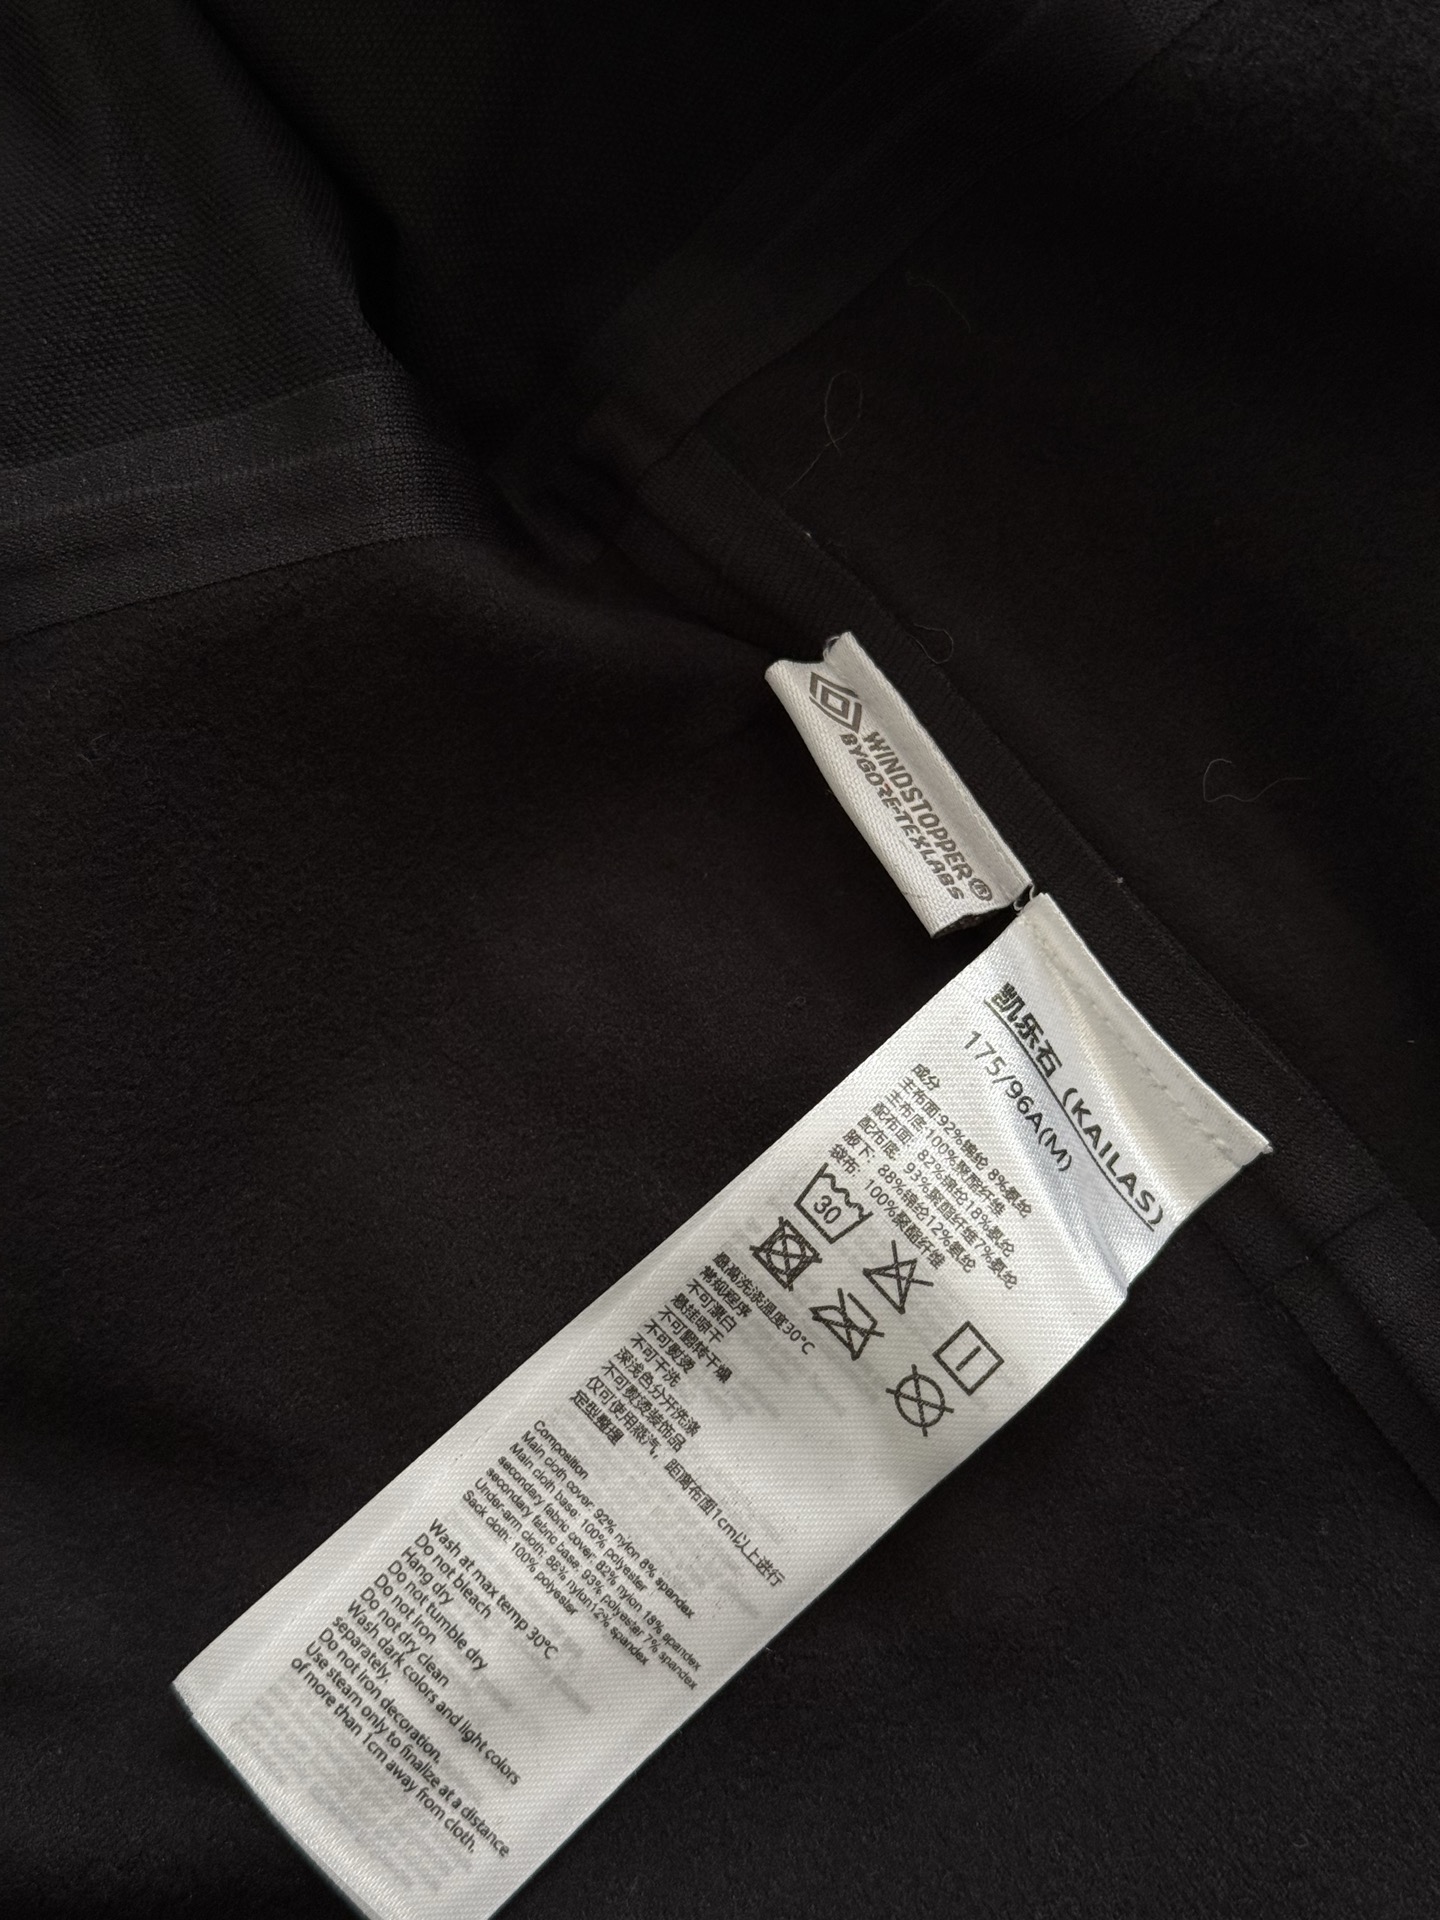 WINDSTOPPER®
BY GORE-TEX LABS
凯乐石 (KAILAS)
175/96A(M)
成分
主布面:92%锦纶 8%氨纶
主布底:100%聚酯纤维
配布面: 82%锦纶18%氨纶
配布底: 93%聚酯纤维7%氨纶
腋下: 88%锦纶12%氨纶
袋布: 100%聚酯纤维
30
最高洗涤温度30℃
常规程序
不可漂白
悬挂晾干
不可翻转干燥
不可熨烫
不可干洗
深浅色分开洗涤
不可熨烫装饰品
仅可使用蒸汽，距离布面1cm以上进行
定型整理
Composition
Main cloth cover: 92% nylon 8% spandex
Main cloth base: 100% polyester
secondary fabric cover: 82% nylon 18% spandex
secondary fabric base: 93% polyester 7% spandex
Under-arm cloth: 88% nylon12% spandex
Sack cloth: 100% polyester
Wash at max temp 30℃
Do not bleach
Hang dry
Do not tumble dry
Do not Iron
Do not dry clean
Wash dark colors and light colors
separately.
Do not Iron decoration.
Use steam only to finalize at a distance
of more than 1cm away from cloth.